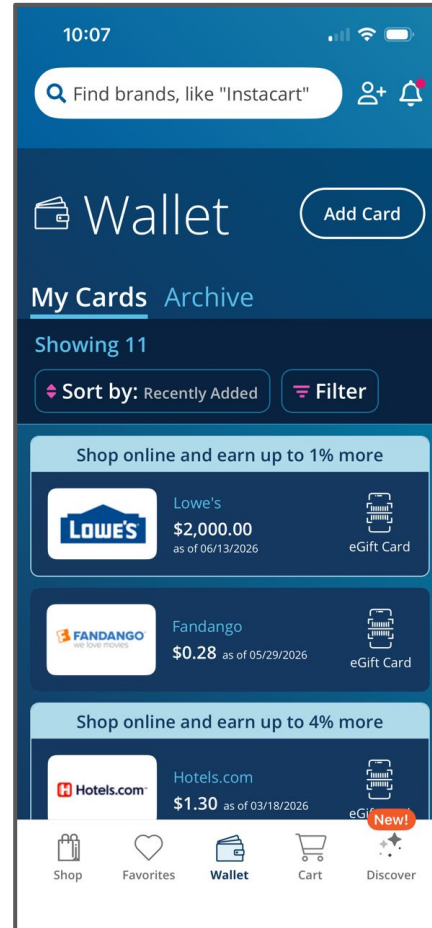 10:07
Find brands, like "Instacart"
Wallet
Add Card
My Cards Archive
Showing 11
Sort by: Recently Added
Filter
Shop online and earn up to 1% more
LOWE'S
Lowe's
$2,000.00
as of 06/13/2026
eGift Card
FANDANGO
we love movies
Fandango
$0.28 as of 05/29/2026
eGift Card
Shop online and earn up to 4% more
Hotels.com
Hotels.com
$1.30 as of 03/18/2026
New!
Shop
Favorites
Wallet
Cart
Discover